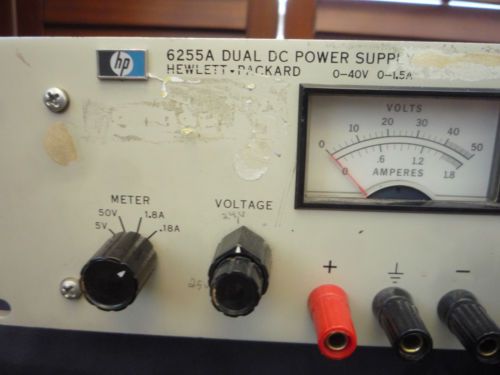 hp
6255A DUAL DC POWER SUPPLY
HEWLETT•PACKARD 0-40V 0-1.5A
VOLTS
0 10 20 30 40 50
0 .6 1.2 1.8
AMPERES
METER
50V 1.8A
5V .18A
VOLTAGE
24V
+ -